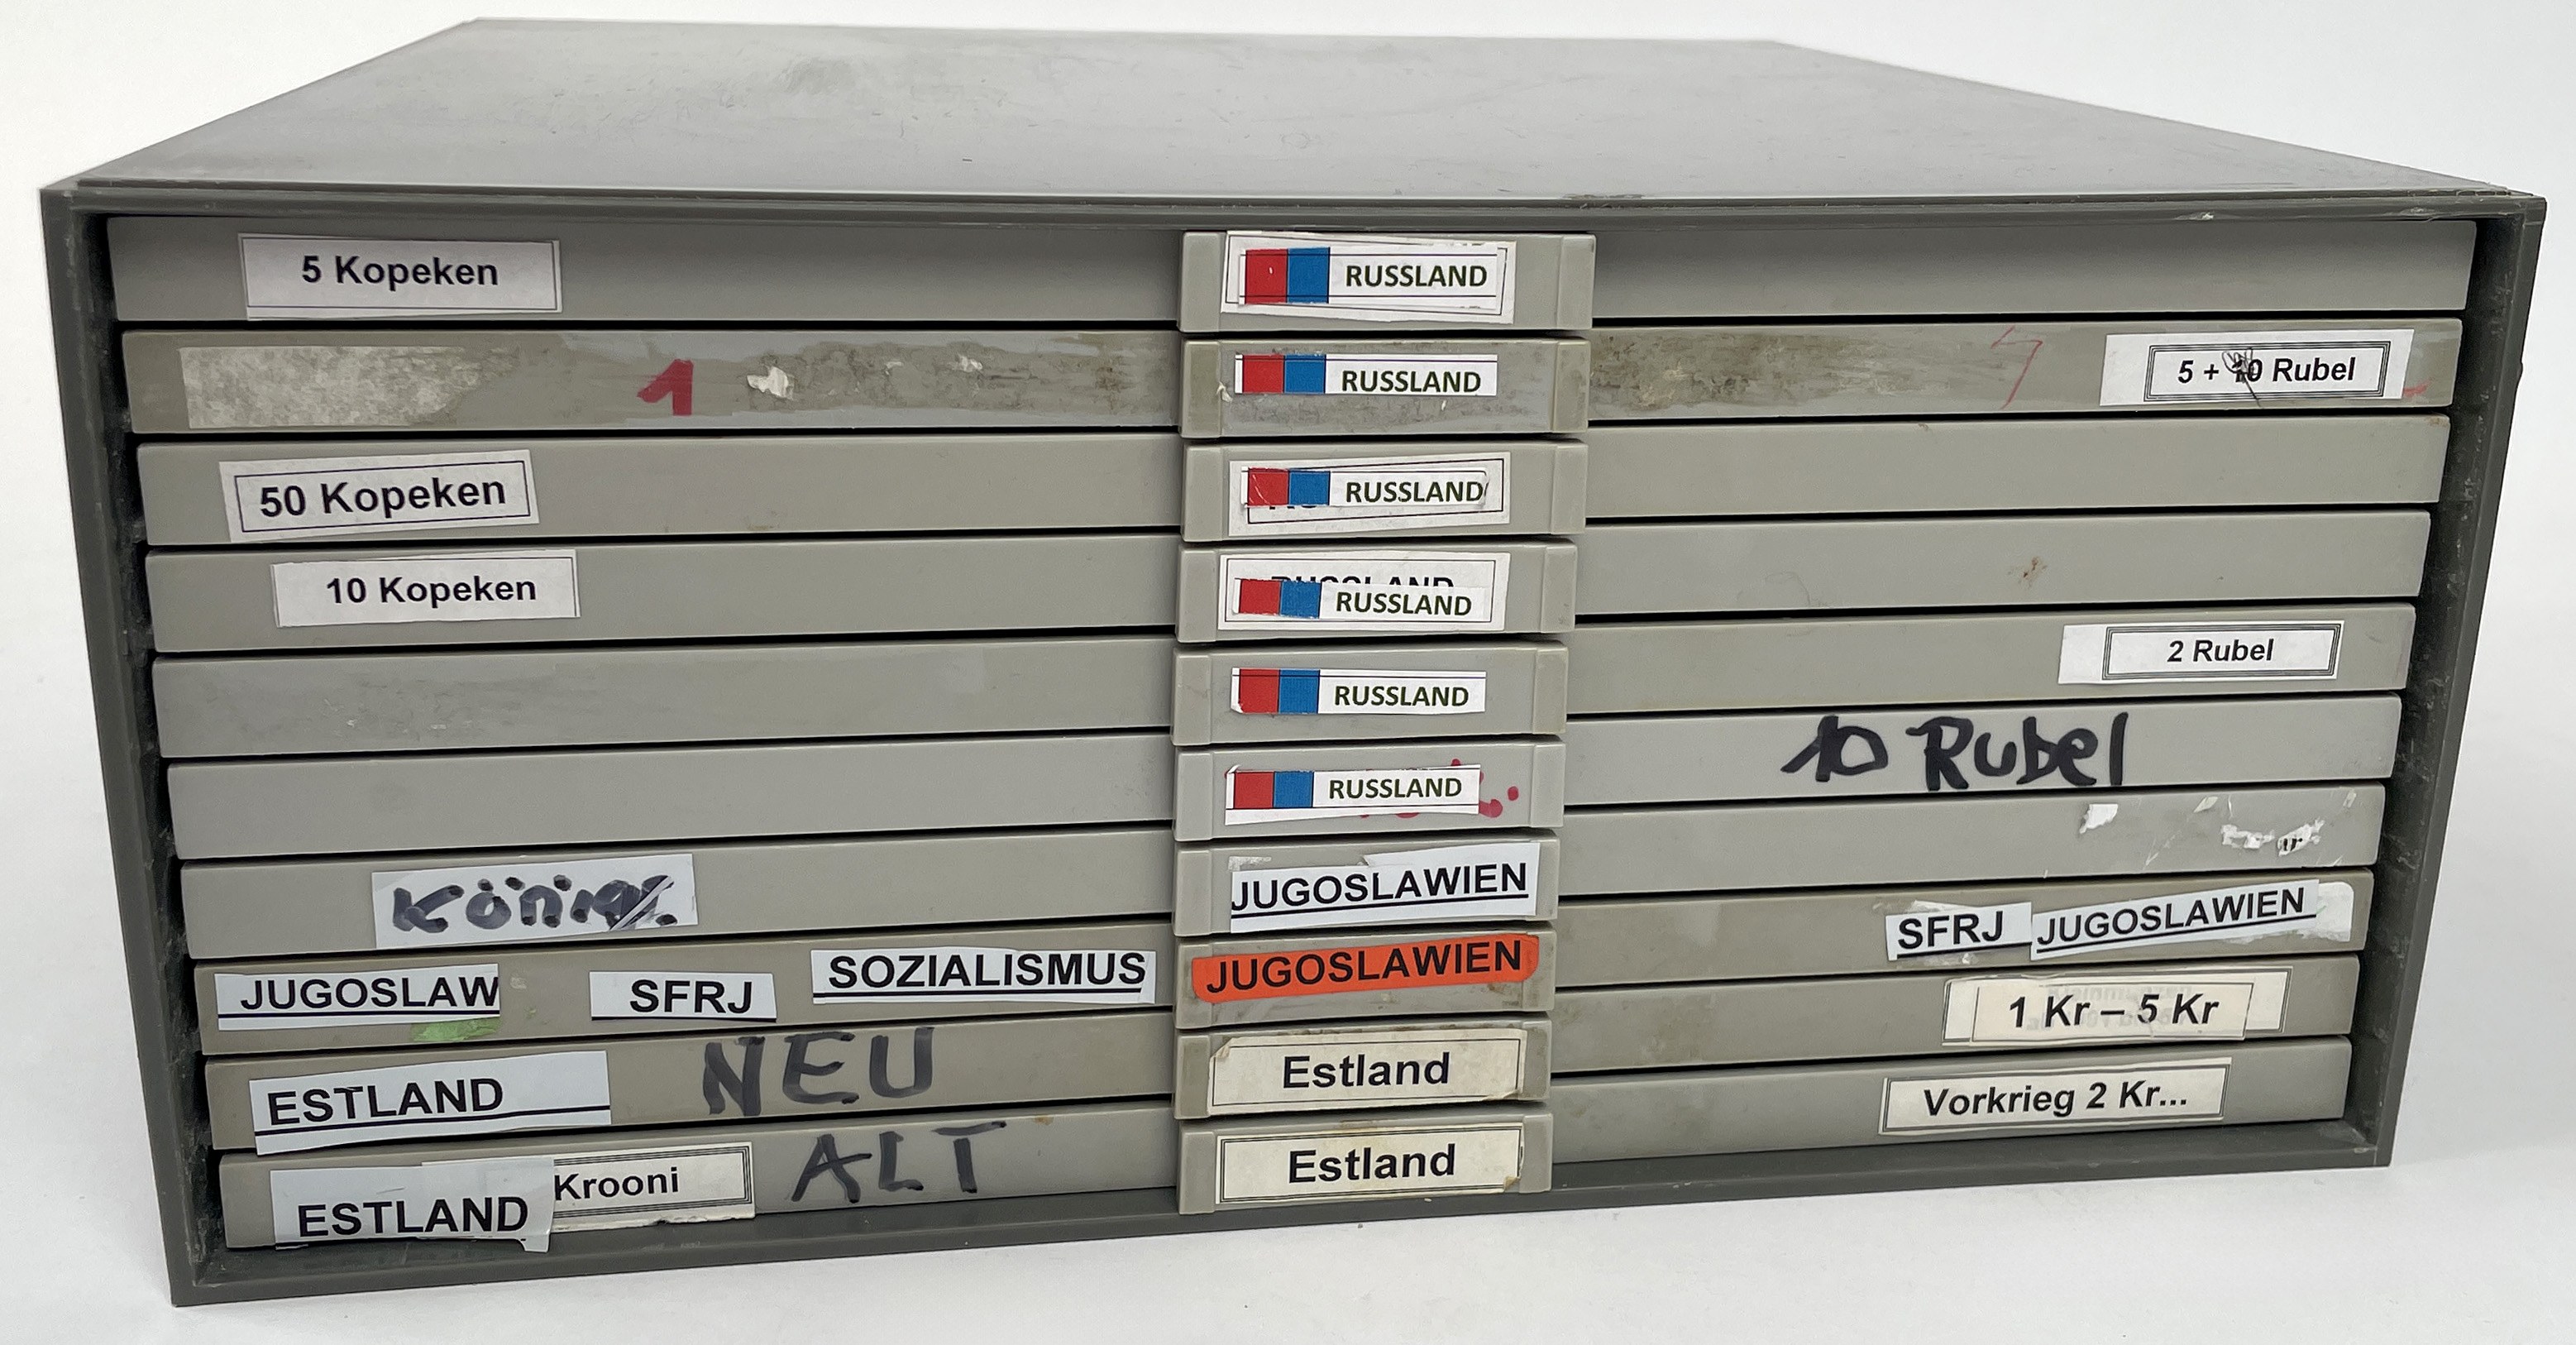 5 Kopeken RUSSLAND
1 RUSSLAND 5 + 10 Rubel
50 Kopeken RUSSLAND
10 Kopeken RUSSLAND RUSSLAND
RUSSLAND 2 Rubel
RUSSLAND 10 Rubel
JUGOSLAWIEN
JUGOSLAW SFRJ SOZIALISMUS JUGOSLAWIEN SFRJ JUGOSLAWIEN
ESTLAND NEU Estland 1 Kr – 5 Kr
ESTLAND Krooni ALT Estland Vorkrieg 2 Kr...